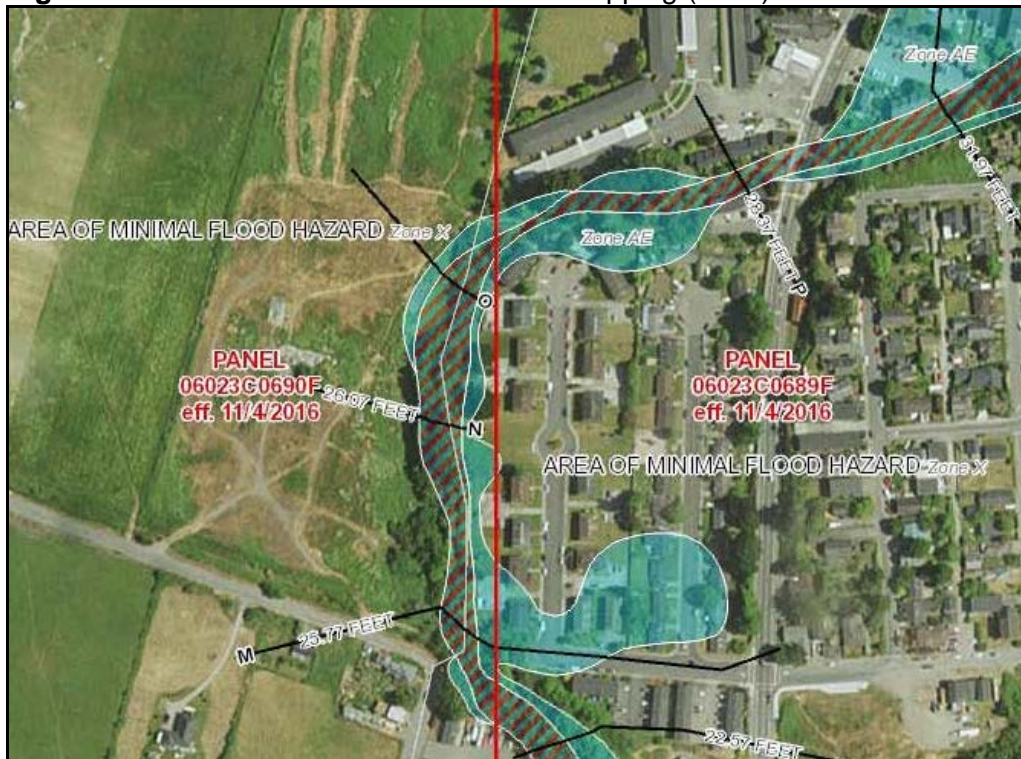 Zone AE
31.97 FEET
28.37 FEET P
AREA OF MINIMAL FLOOD HAZARD Zone X
Zone AE
O
PANEL
06023C0690F
eff. 11/4/2016
PANEL
06023C0689F
eff. 11/4/2016
26.07 FEET
N
AREA OF MINIMAL FLOOD HAZARD Zone X
M
25.77 FEET
22.57 FEET